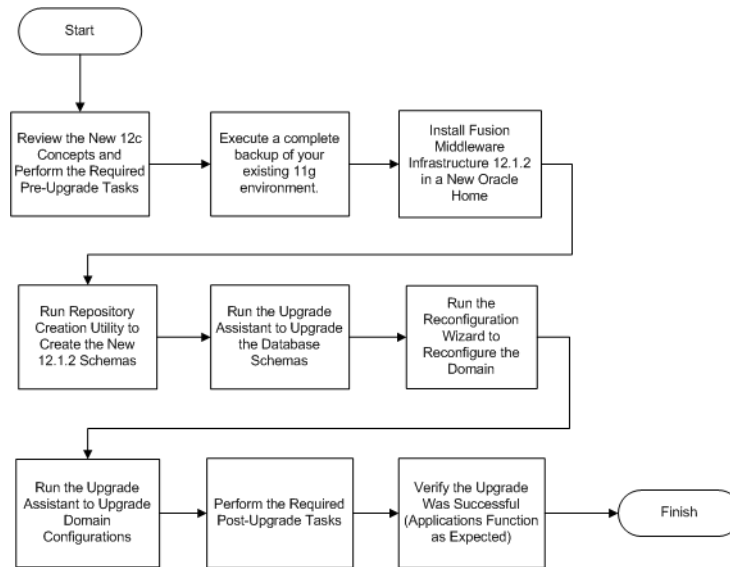 Start
Review the New 12c
Concepts and
Perform the Required
Pre-Upgrade Tasks
Execute a complete
backup of your
existing 11g
environment.
Install Fusion
Middleware
Infrastructure 12.1.2
in a New Oracle
Home
Run Repository
Creation Utility to
Create the New
12.1.2 Schemas
Run the Upgrade
Assistant to Upgrade
the Database
Schemas
Run the
Reconfiguration
Wizard to
Reconfigure the
Domain
Run the Upgrade
Assistant to Upgrade
Domain
Configurations
Perform the Required
Post-Upgrade Tasks
Verify the Upgrade
Was Successful
(Applications Function
as Expected)
Finish